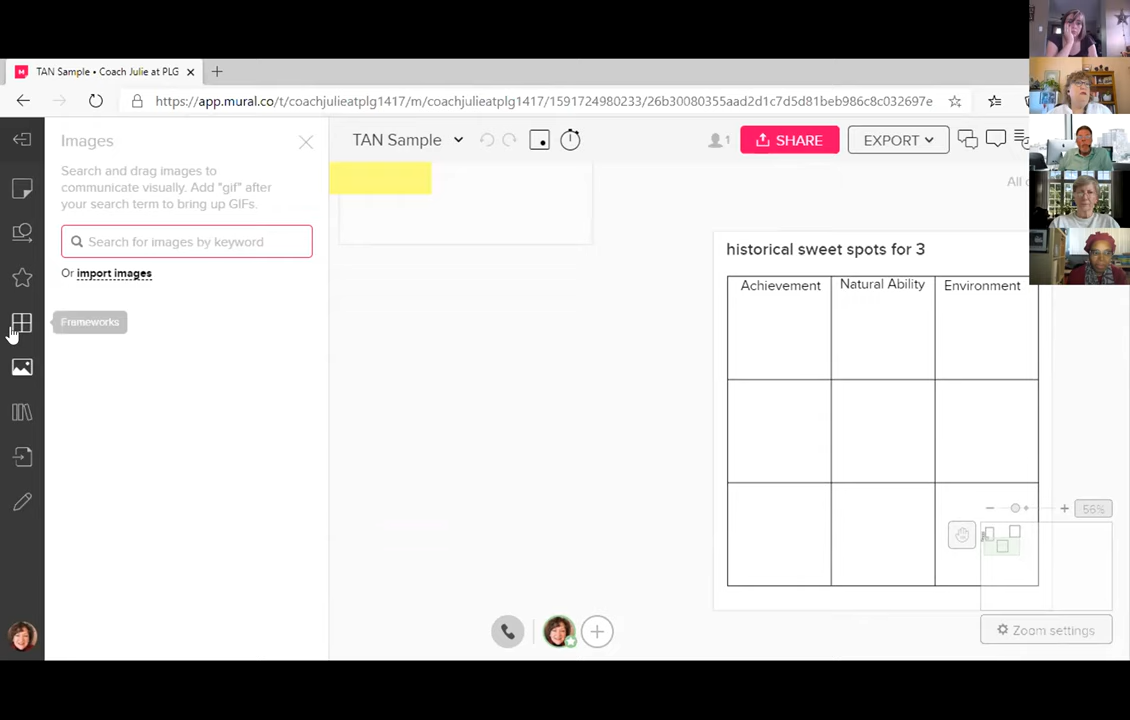 TAN Sample • Coach Julie at PLG
https://app.mural.co/t/coachjulieatplg1417/m/coachjulieatplg1417/1591724980233/26b30080355aad2d1c7d5d81beb986c8c032697e
Images
Search and drag images to
communicate visually. Add "gif" after
your search term to bring up GIFs.
Search for images by keyword
Or import images
Frameworks
TAN Sample
1
SHARE
EXPORT
historical sweet spots for 3
Achievement
Natural Ability
Environment
56%
Zoom settings